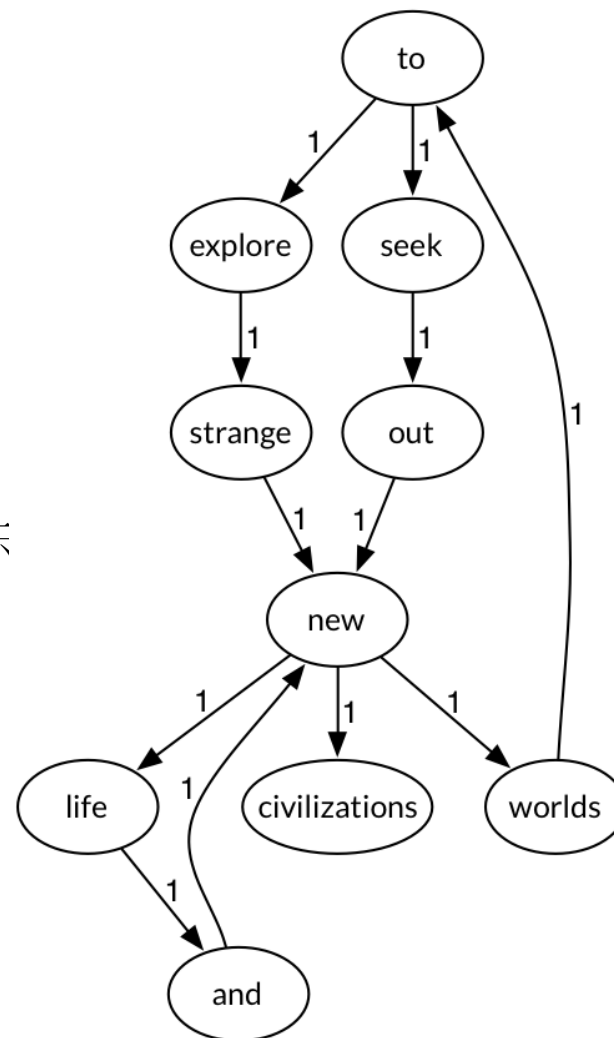 to
1
1
explore
seek
1
1
1
strange
out
1
1
new
1
1
1
life
civilizations
worlds
1
1
and